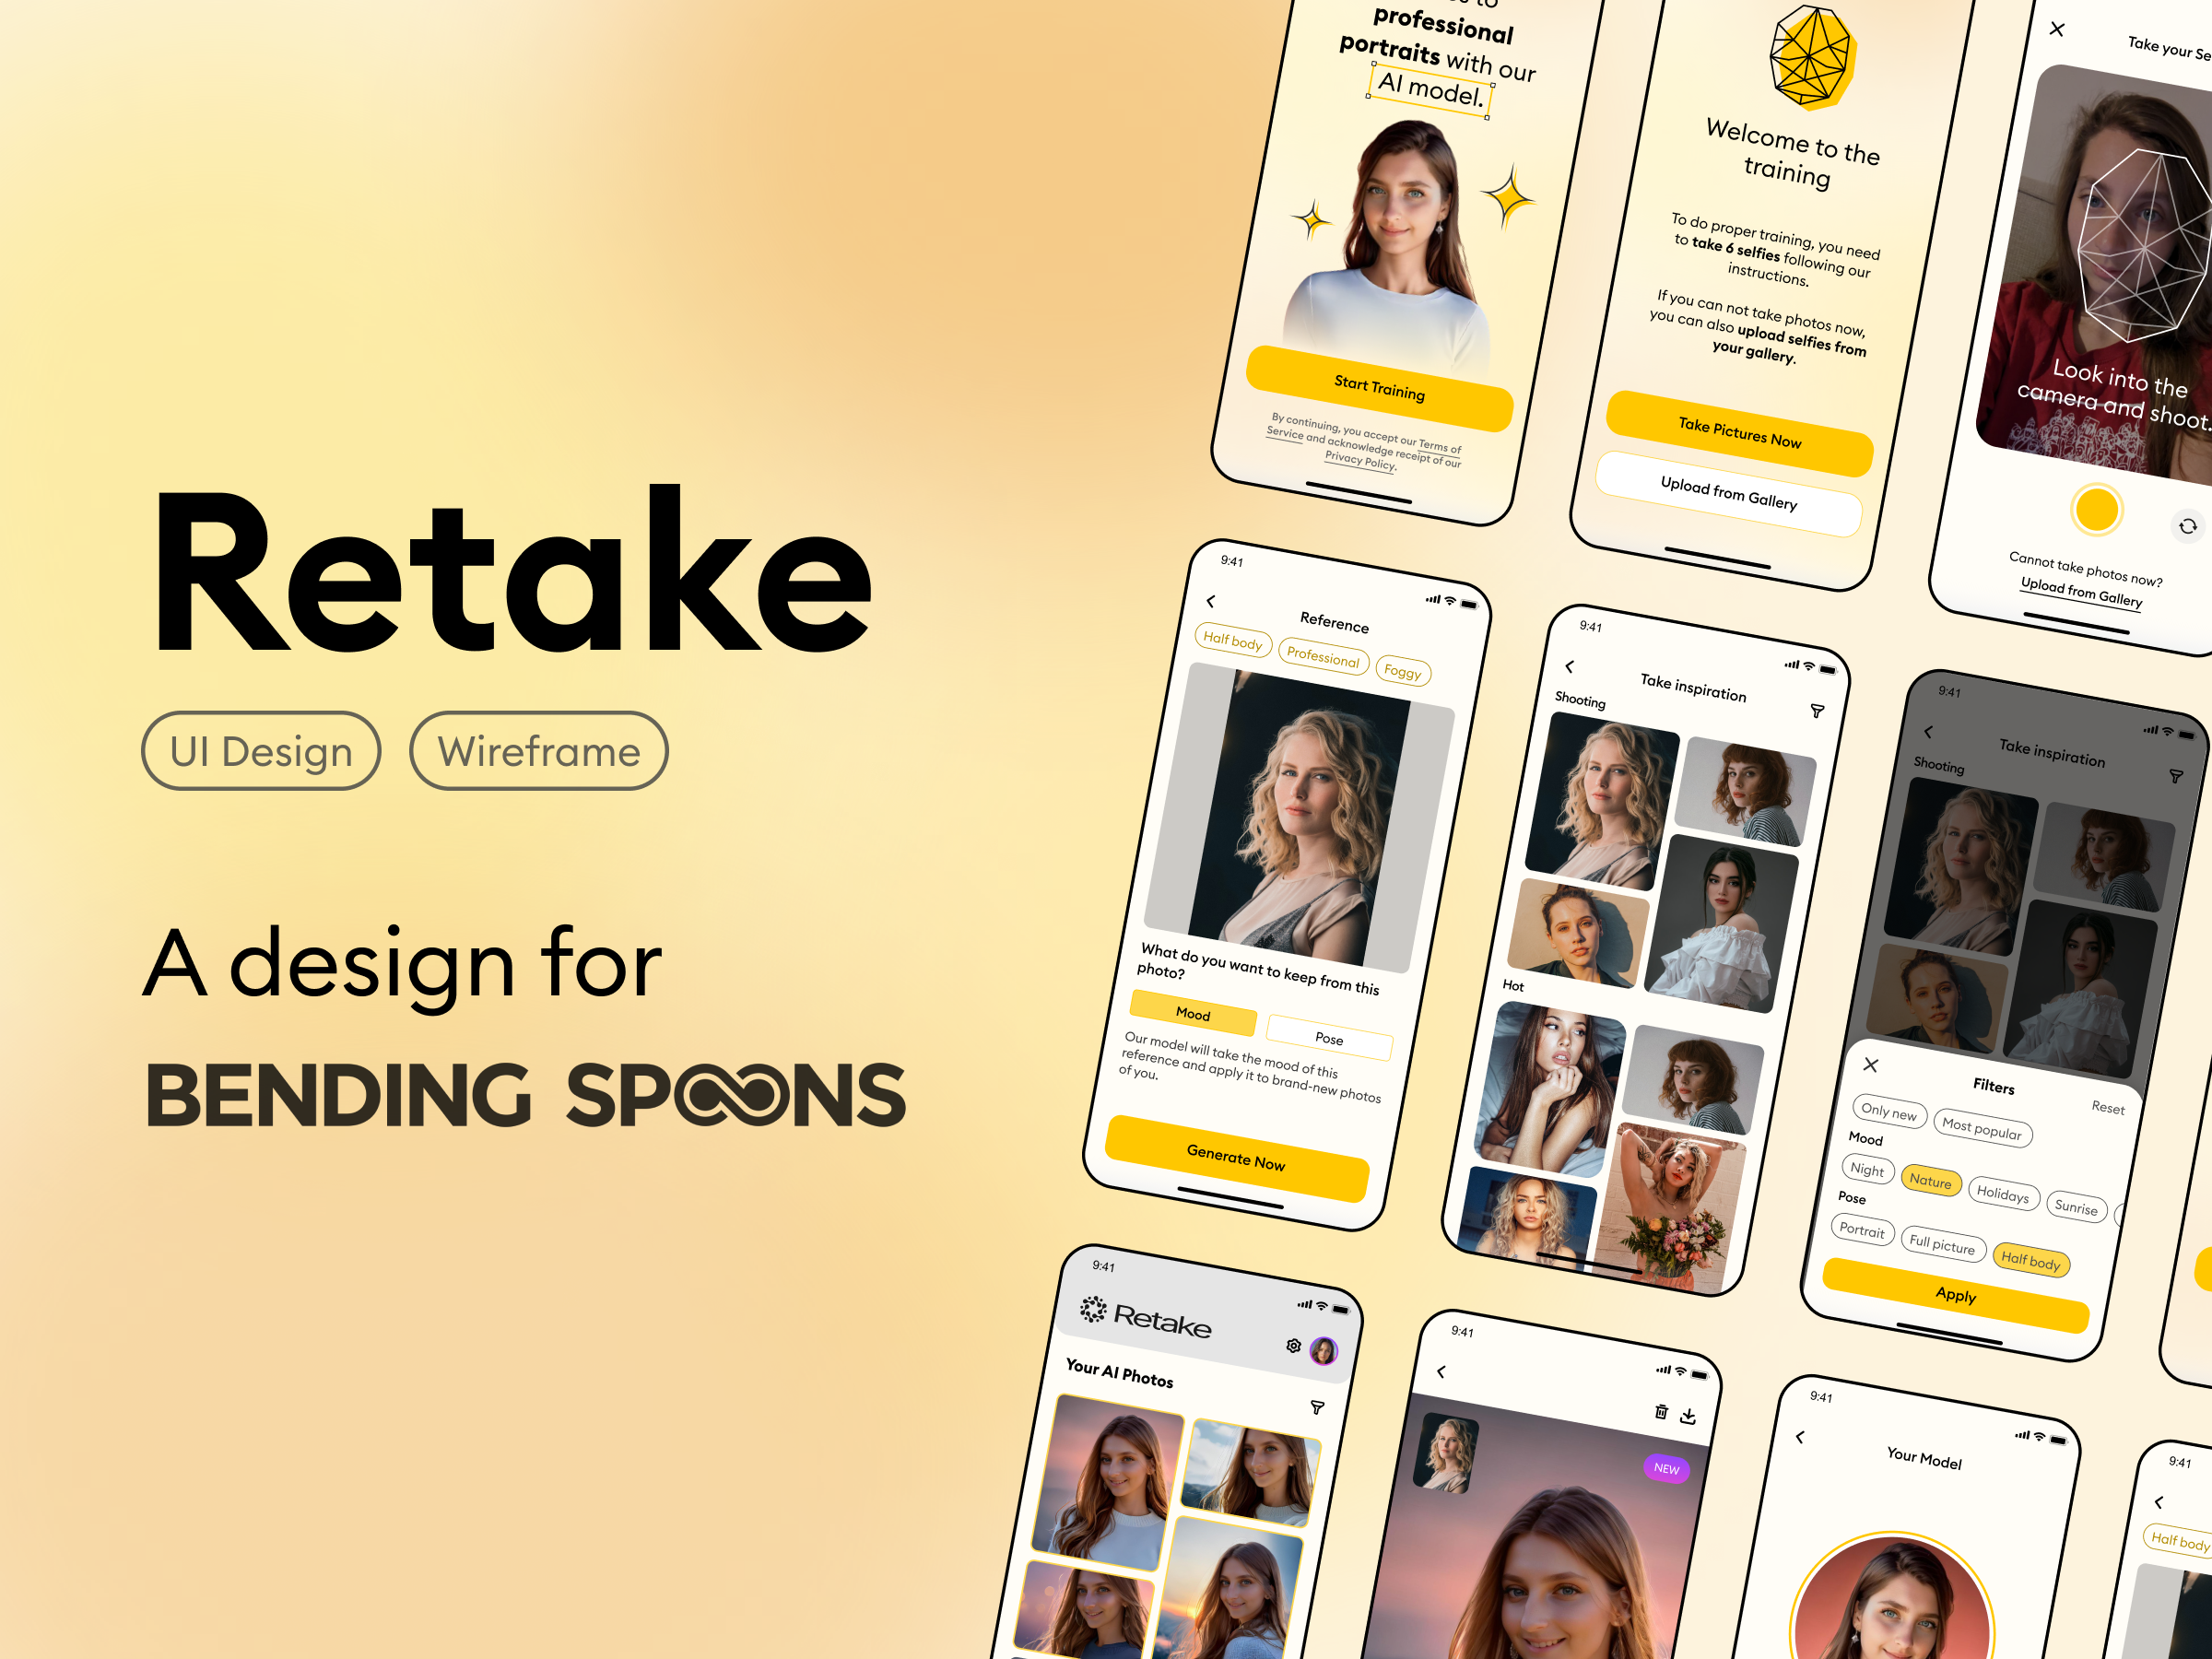 Retake
UI Design
Wireframe
A design for
BENDING SPOONS
to
professional
portraits with our
AI model.
Start Training
By continuing, you accept our Terms of
Service and acknowledge receipt of our
Privacy Policy.
Welcome to the
training
To do proper training, you need
to take 6 selfies following our
instructions.
If you can not take photos now,
you can also upload selfies from
your gallery.
Take Pictures Now
Upload from Gallery
Take your Se
Look into the
camera and shoot.
Cannot take photos now?
Upload from Gallery
9:41
Reference
Half body
Professional
Foggy
What do you want to keep from this
photo?
Mood
Pose
Our model will take the mood of this
reference and apply it to brand-new photos
of you.
Generate Now
9:41
Take inspiration
Shooting
Hot
9:41
Take inspiration
Shooting
Filters
Reset
Only new
Most popular
Mood
Night
Nature
Holidays
Sunrise
Pose
Portrait
Full picture
Half body
Apply
9:41
Retake
Your AI Photos
9:41
NEW
9:41
Your Model
9:41
Half body